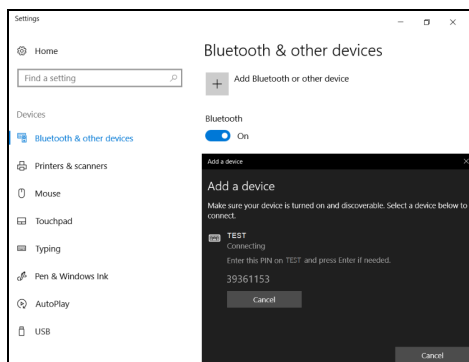 Settings
Home
Find a setting
Devices
Bluetooth & other devices
Printers & scanners
Mouse
Touchpad
Typing
Pen & Windows Ink
AutoPlay
USB
Bluetooth & other devices
Add Bluetooth or other device
Bluetooth
On
Add a device
Add a device
Make sure your device is turned on and discoverable. Select a device below to
connect.
TEST
Connecting
Enter this PIN on TEST and press Enter if needed.
39361153
Cancel
Cancel